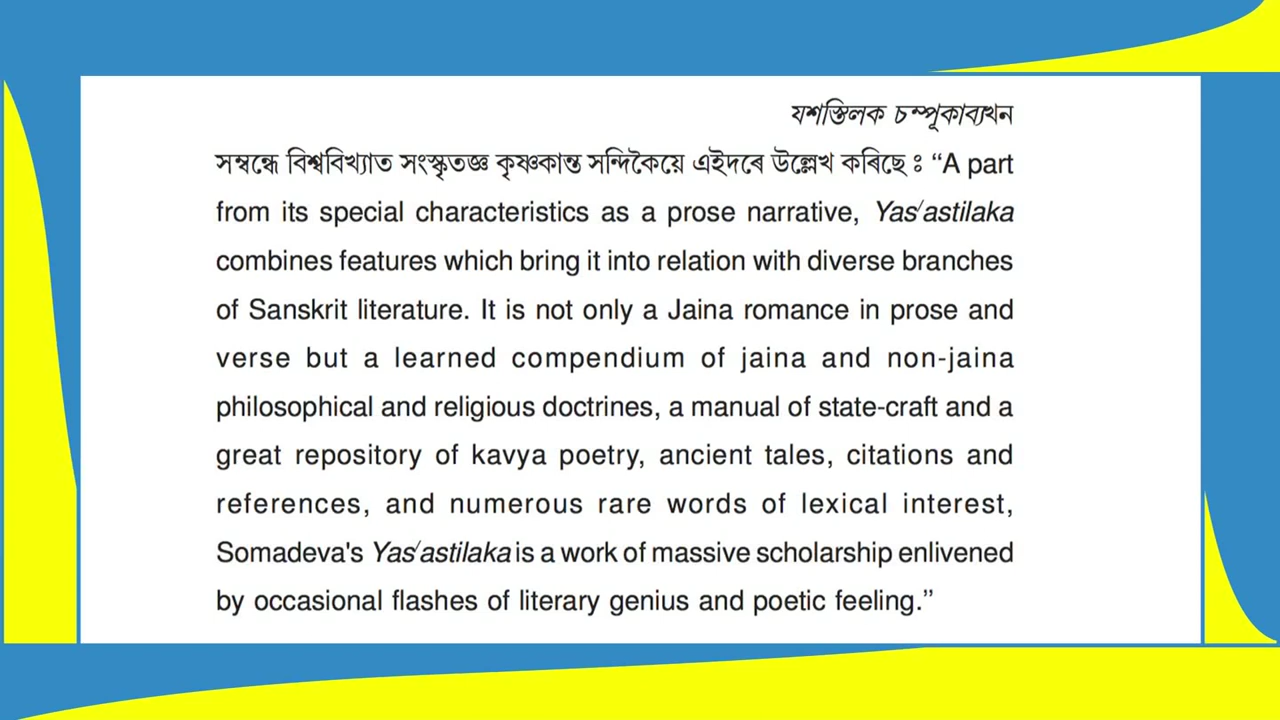 যশস্তিলক চম্পূকাব্যখন
সম্বন্ধে বিশ্ববিখ্যাত সংস্কৃতজ্ঞ কৃষ্ণকান্ত সন্দিকৈয়ে এইদৰে উল্লেখ কৰিছে ঃ “A part
from its special characteristics as a prose narrative, Yas′astilaka
combines features which bring it into relation with diverse branches
of Sanskrit literature. It is not only a Jaina romance in prose and
verse but a learned compendium of jaina and non-jaina
philosophical and religious doctrines, a manual of state-craft and a
great repository of kavya poetry, ancient tales, citations and
references, and numerous rare words of lexical interest,
Somadeva's Yas′astilaka is a work of massive scholarship enlivened
by occasional flashes of literary genius and poetic feeling.”